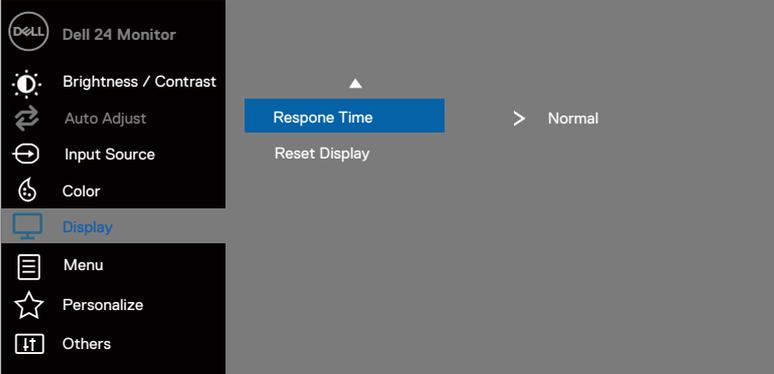 DELL
Dell 24 Monitor
Brightness / Contrast
Auto Adjust
Input Source
Color
Display
Menu
Personalize
Others
Respone Time
Normal
Reset Display